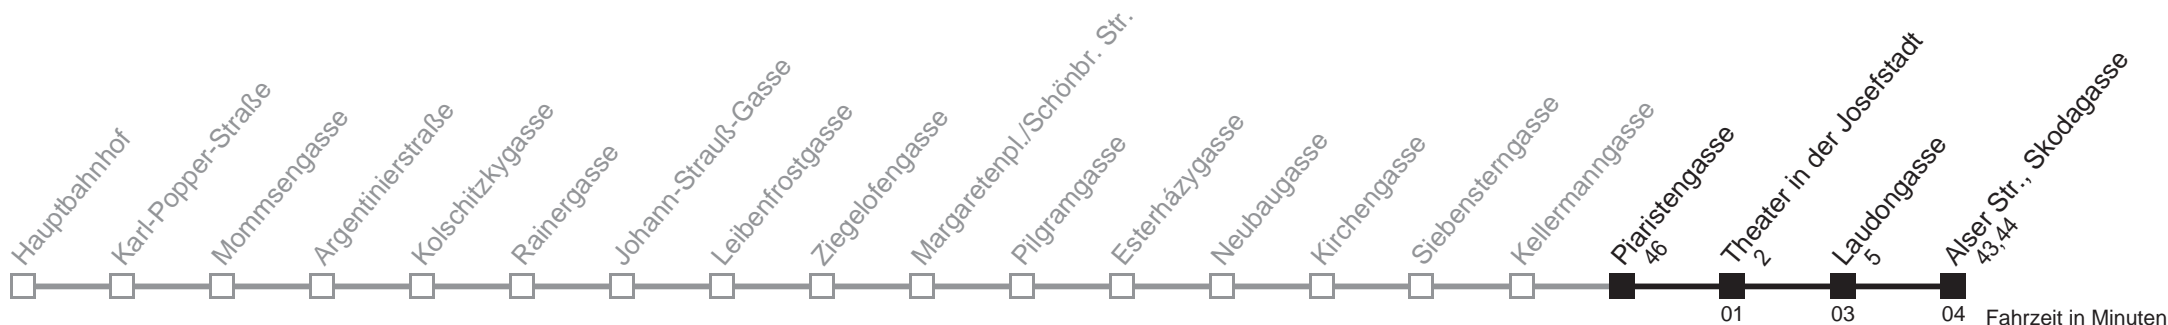 Hauptbahnhof
Karl-Popper-Straße
Mommsengasse
Argentinierstraße
Kolschitzkygasse
Rainergasse
Johann-Strauß-Gasse
Leibenfrostgasse
Ziegelofengasse
Margaretenpl./Schönbr. Str.
Pilgramgasse
Esterházygasse
Neubaugasse
Kirchengasse
Siebensterngasse
Kellermanngasse
Piaristengasse
46
Theater in der Josefstadt
2
Laudongasse
5
Alser Str., Skodagasse
43,44
01 03 04 Fahrzeit in Minuten